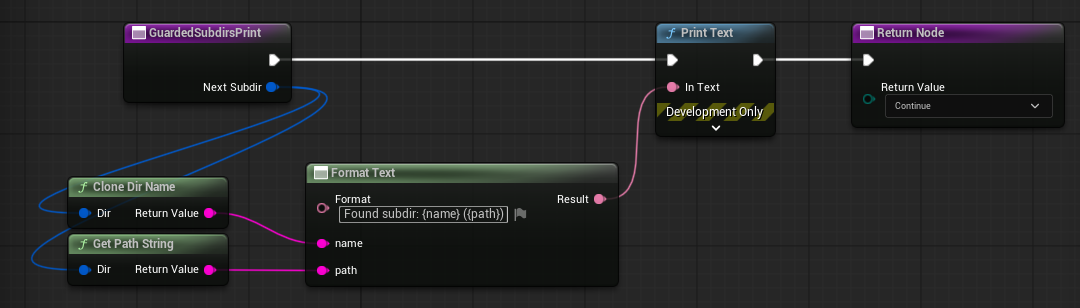 GuardedSubdirsPrint
Next Subdir
f Print Text
In Text
Development Only
Return Node
Return Value
Continue
f Clone Dir Name
Dir Return Value
f Get Path String
Dir Return Value
Format Text
Format Result
Found subdir: {name} ({path})
name
path